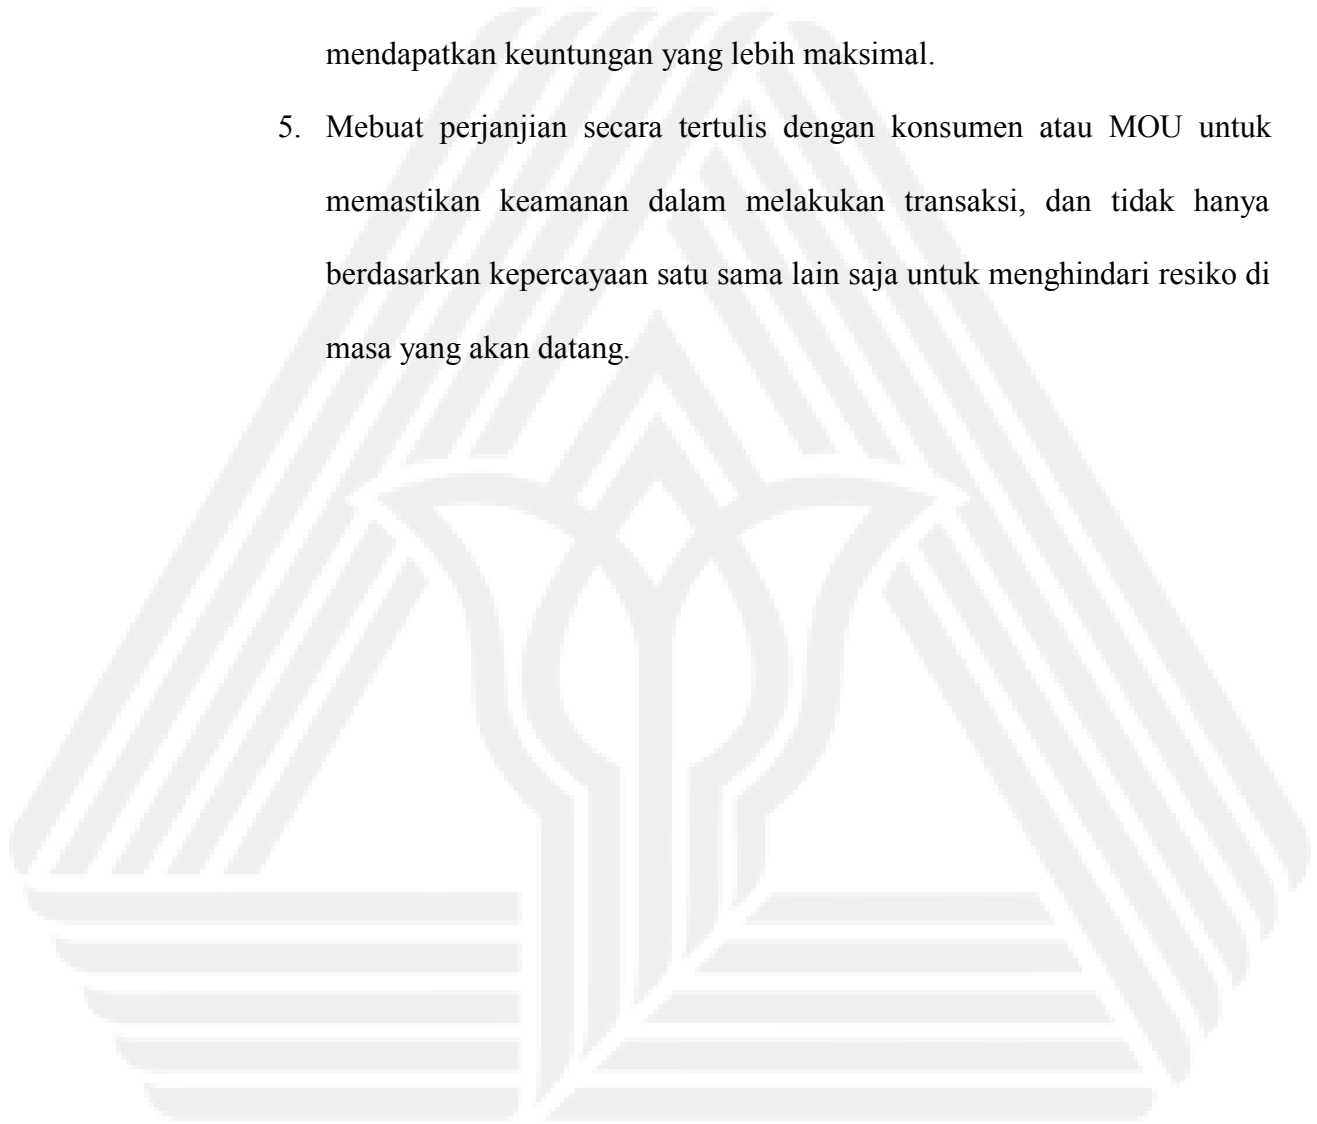 mendapatkan keuntungan yang lebih maksimal.
5. Mebuat perjanjian secara tertulis dengan konsumen atau MOU untuk
memastikan keamanan dalam melakukan transaksi, dan tidak hanya
berdasarkan kepercayaan satu sama lain saja untuk menghindari resiko di
masa yang akan datang.